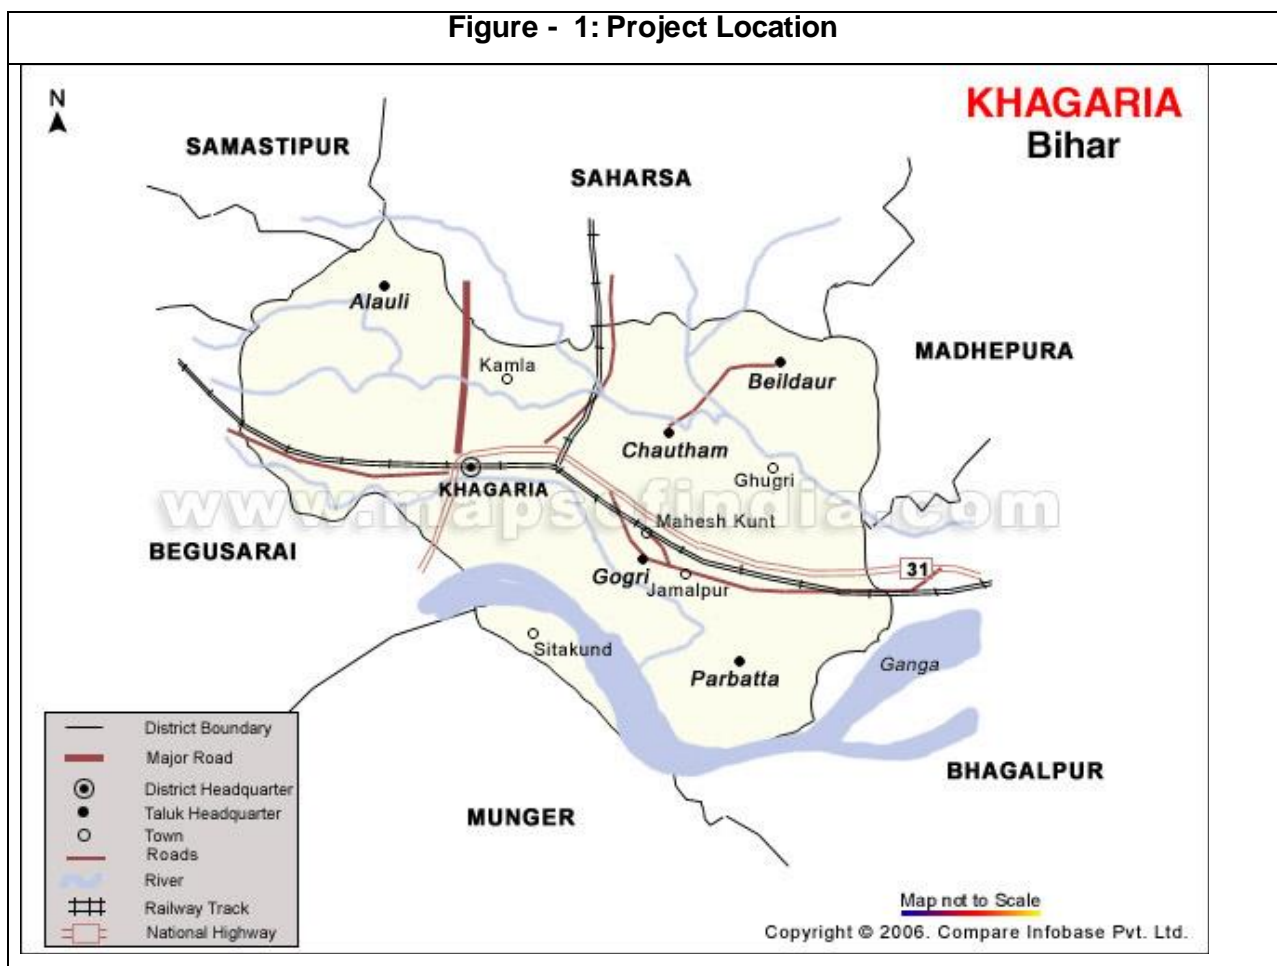 Figure - 1: Project Location
N
KHAGARIA
Bihar
SAMASTIPUR
SAHARSA
Alauli
Kamla
MADHEPURA
Beildaur
Chautham
Ghugri
KHAGARIA
www.mapsofindia.com
Mahesh Kunt
BEGUSARAI
31
Gogri
Jamalpur
Sitakund
Ganga
Parbatta
District Boundary
Major Road
District Headquarter
Taluk Headquarter
Town
Roads
River
Railway Track
National Highway
BHAGALPUR
MUNGER
Map not to Scale
Copyright © 2006. Compare Infobase Pvt. Ltd.